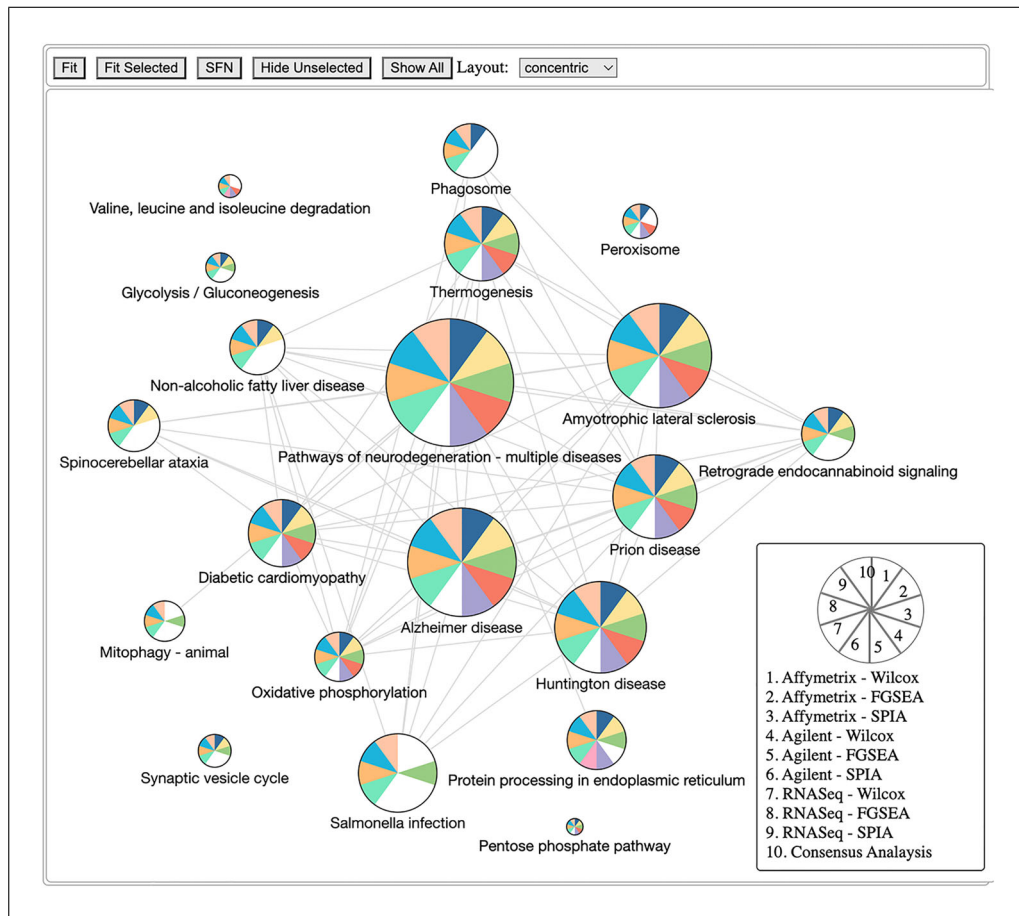 Fit Fit Selected SFN Hide Unselected Show All Layout: concentric
Phagosome
Valine, leucine and isoleucine degradation
Peroxisome
Glycolysis / Gluconeogenesis
Thermogenesis
Non-alcoholic fatty liver disease
Amyotrophic lateral sclerosis
Pathways of neurodegeneration - multiple diseases
Spinocerebellar ataxia
Retrograde endocannabinoid signaling
Prion disease
Diabetic cardiomyopathy
Alzheimer disease
Mitophagy - animal
Oxidative phosphorylation
Huntington disease
Synaptic vesicle cycle
Protein processing in endoplasmic reticulum
Salmonella infection
Pentose phosphate pathway
10 1 2 3 4 5 6 7 8 9
1. Affymetrix - Wilcox
2. Affymetrix - FGSEA
3. Affymetrix - SPIA
4. Agilent - Wilcox
5. Agilent - FGSEA
6. Agilent - SPIA
7. RNASeq - Wilcox
8. RNASeq - FGSEA
9. RNASeq - SPIA
10. Consensus Analaysis